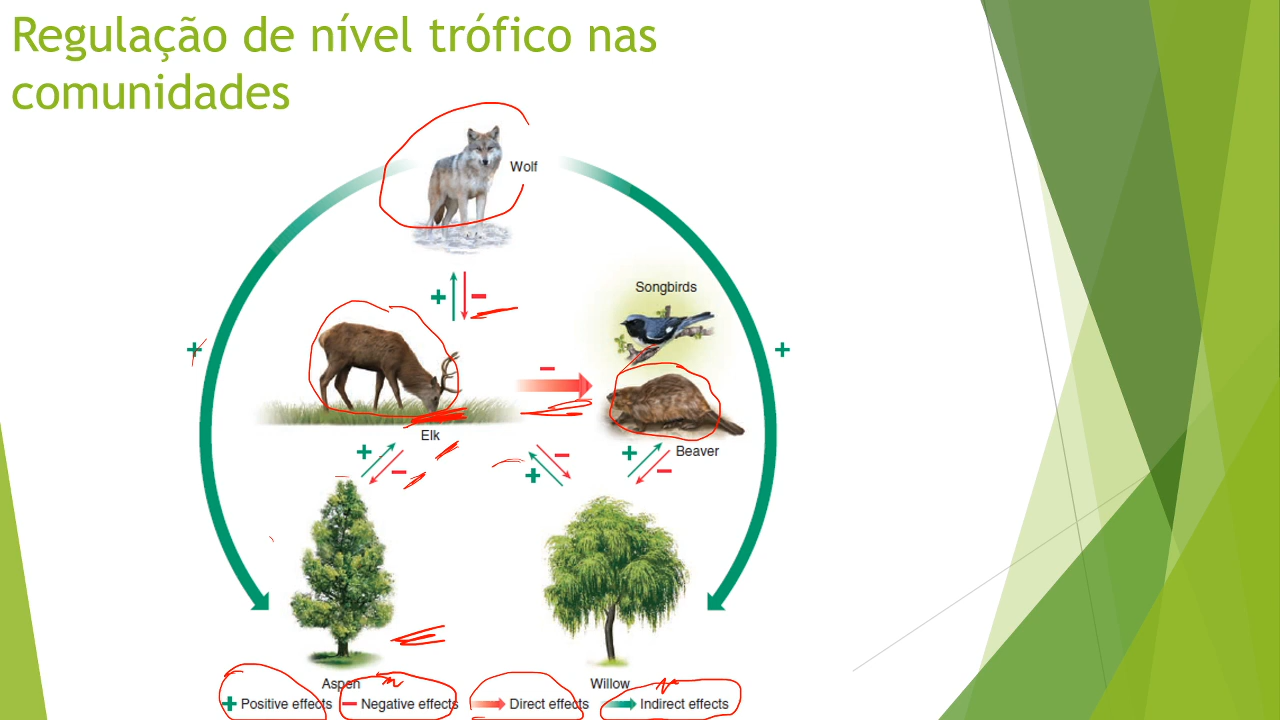 Regulação de nível trófico nas
comunidades
Wolf
+ −
Songbirds
+ − +
Elk
Beaver
+ − − + + −
Aspen
Willow
+ Positive effects − Negative effects Direct effects Indirect effects